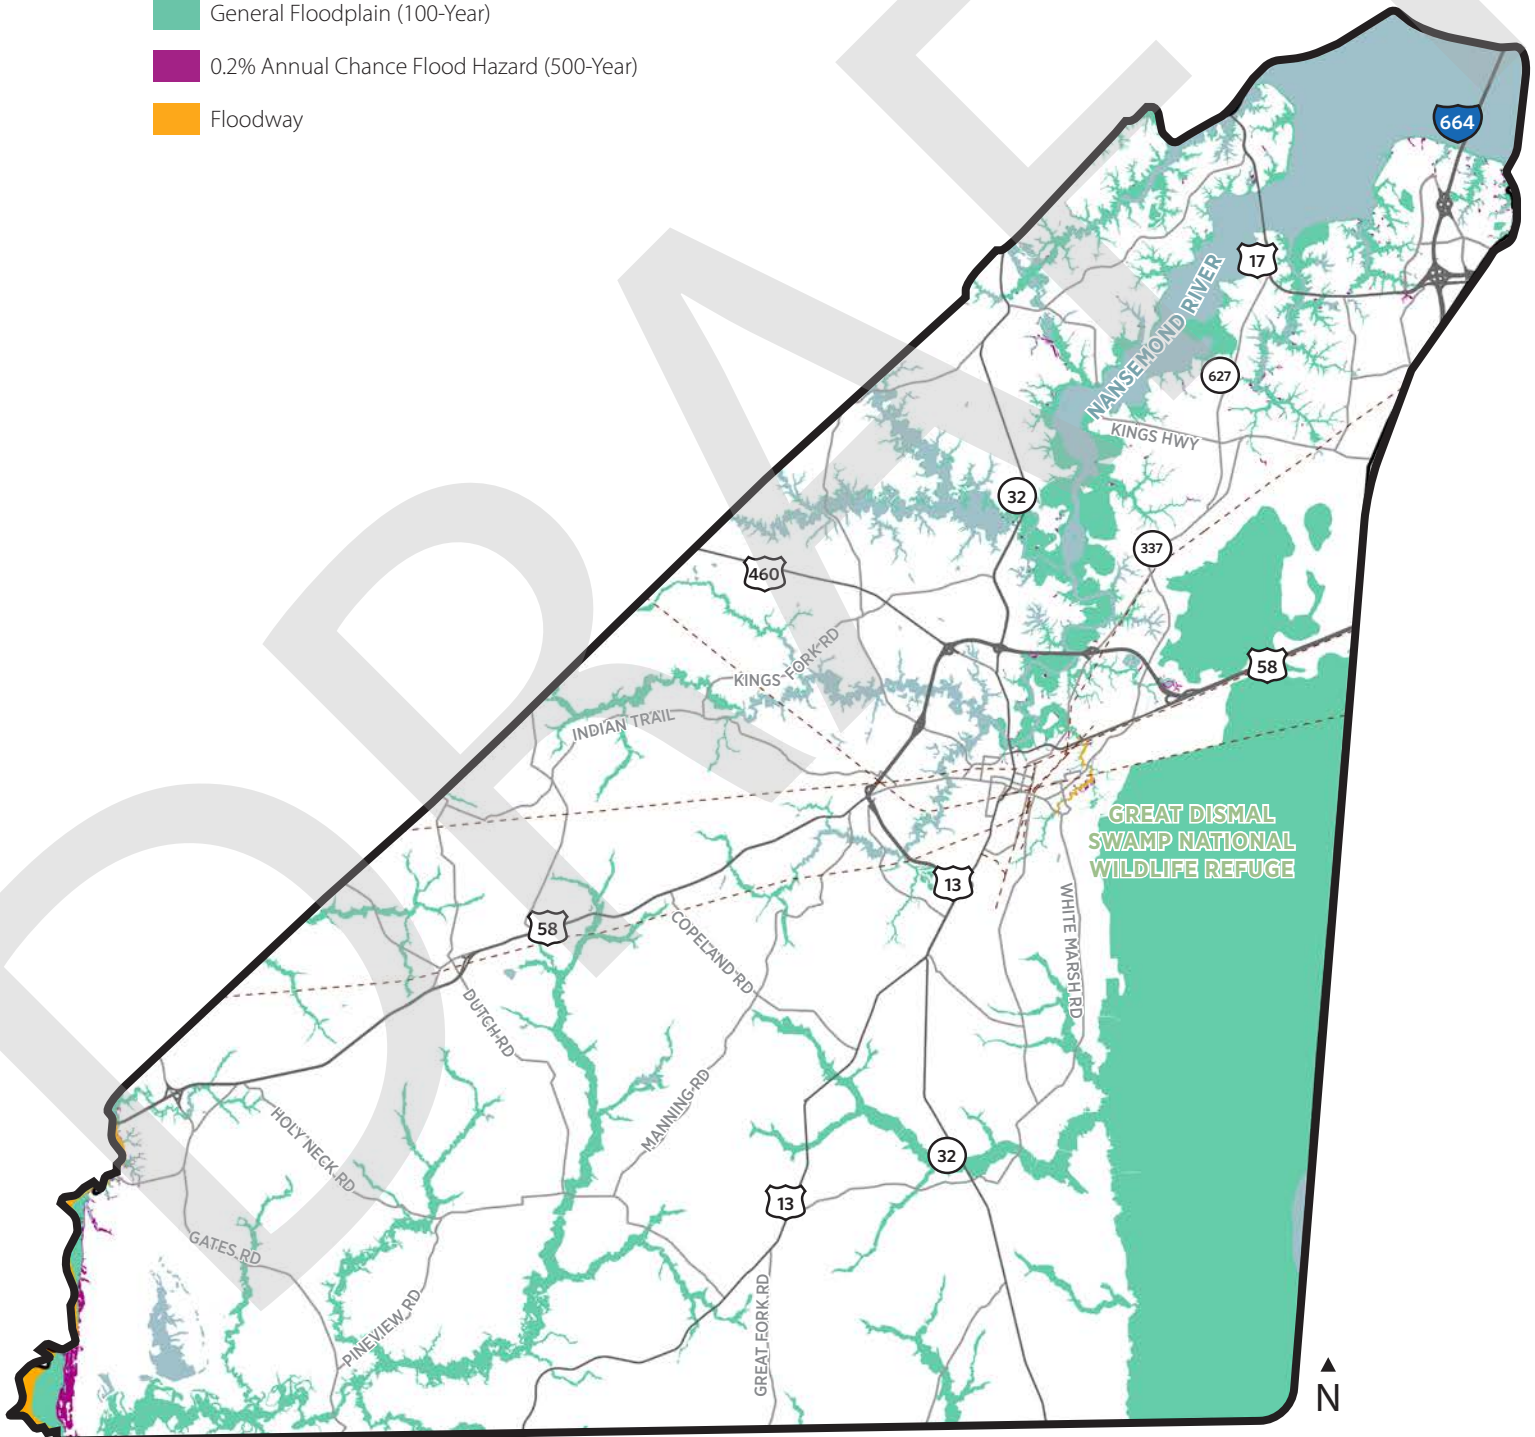 General Floodplain (100-Year)
0.2% Annual Chance Flood Hazard (500-Year)
Floodway
DRAFT
664
17
NANSEMOND RIVER
627
KINGS HWY
32
337
460
KINGS FORK RD
58
INDIAN TRAIL
GREAT DISMAL
SWAMP NATIONAL
WILDLIFE REFUGE
13
58
WHITE MARSH RD
COPELAND RD
DUTCH RD
MANNING RD
HOLY NECK RD
32
13
GATES RD
PINEVIEW RD
GREAT FORK RD
N